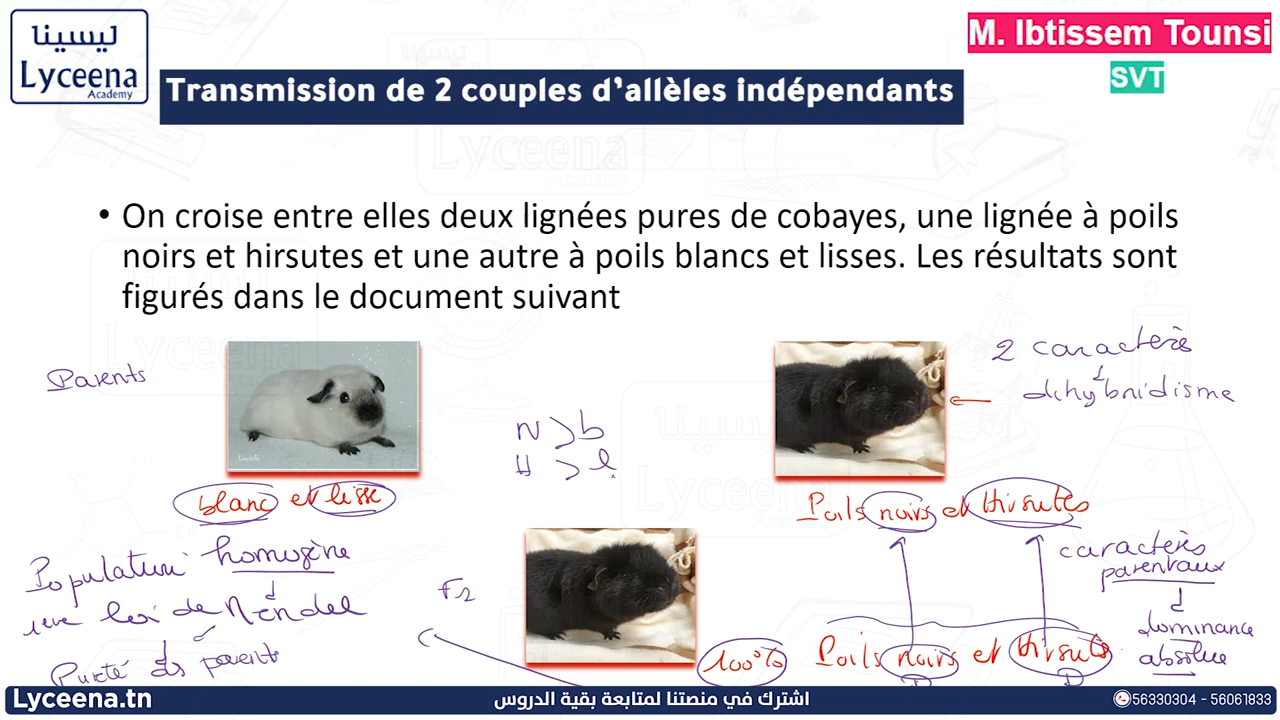 ليسينا
Lyceena
Academy
M. Ibtissem Tounsi
SVT
Transmission de 2 couples d'allèles indépendants
• On croise entre elles deux lignées pures de cobayes, une lignée à poils
noirs et hirsutes et une autre à poils blancs et lisses. Les résultats sont
figurés dans le document suivant
Parents
2 caractères
dihybridisme
N > b
H > l
blanc et lisse
Poils noirs et Hirsutes
Population homogène
1ère loi de Mendel
Pureté des parents
caractères
parentaux
dominance
absolue
100% Poils noirs et Hirsuts
D D
Lyceena.tn
اشترك في منصتنا لمتابعة بقية الدروس
56330304 - 56061833